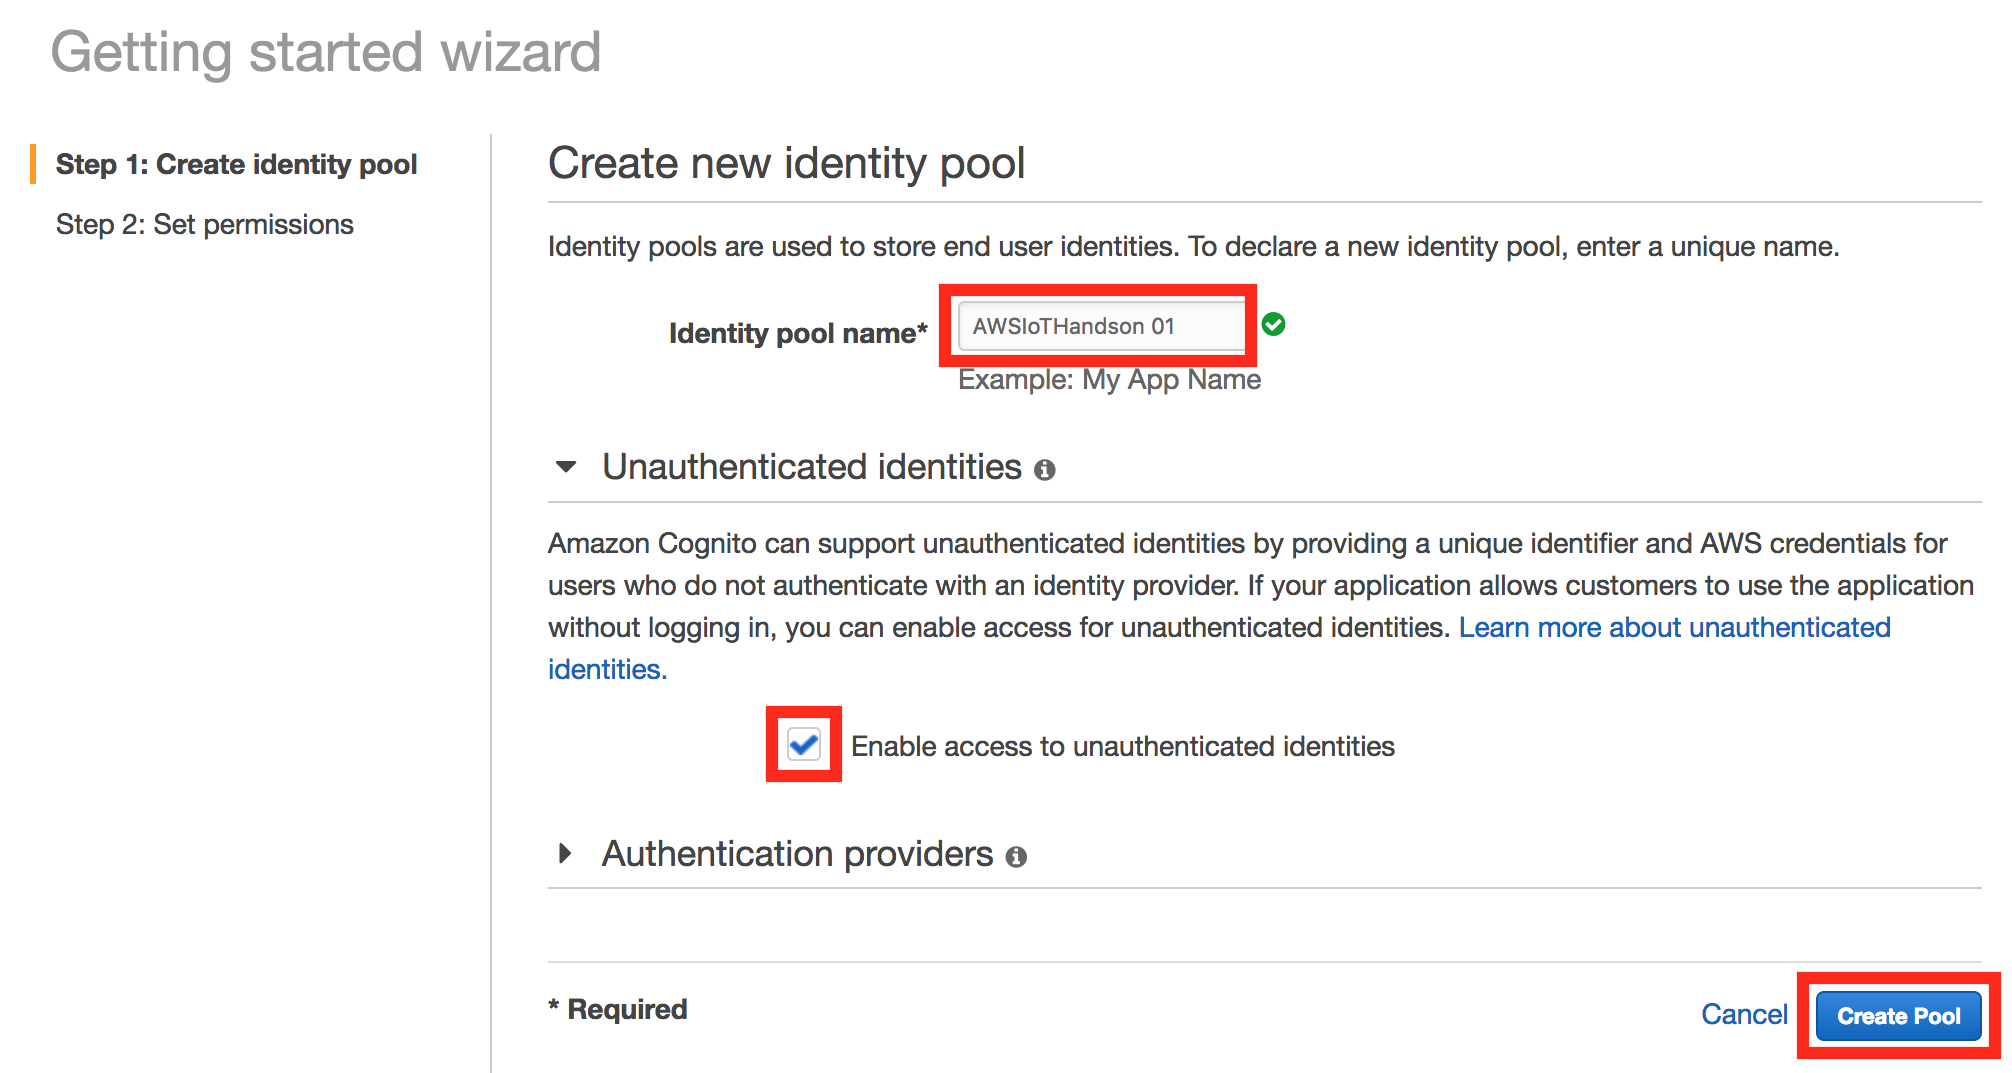 Getting started wizard
Step 1: Create identity pool
Step 2: Set permissions
Create new identity pool
Identity pools are used to store end user identities. To declare a new identity pool, enter a unique name.
Identity pool name*
AWSIoTHandson 01
Example: My App Name
Unauthenticated identities
Amazon Cognito can support unauthenticated identities by providing a unique identifier and AWS credentials for
users who do not authenticate with an identity provider. If your application allows customers to use the application
without logging in, you can enable access for unauthenticated identities. Learn more about unauthenticated
identities.
Enable access to unauthenticated identities
Authentication providers
* Required
Cancel
Create Pool